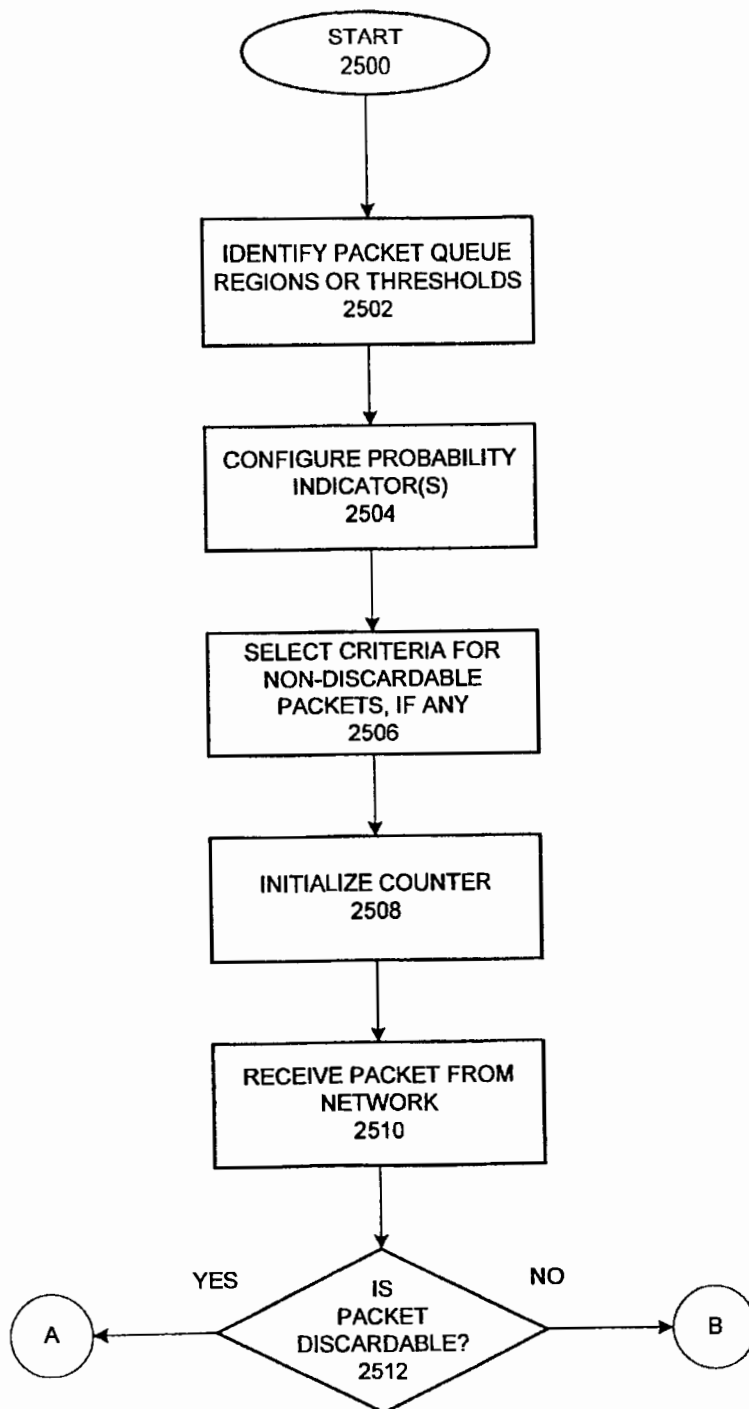 START
2500
IDENTIFY PACKET QUEUE
REGIONS OR THRESHOLDS
2502
CONFIGURE PROBABILITY
INDICATOR(S)
2504
SELECT CRITERIA FOR
NON-DISCARDABLE
PACKETS, IF ANY
2506
INITIALIZE COUNTER
2508
RECEIVE PACKET FROM
NETWORK
2510
YES
NO
A
IS
PACKET
DISCARDABLE?
2512
B